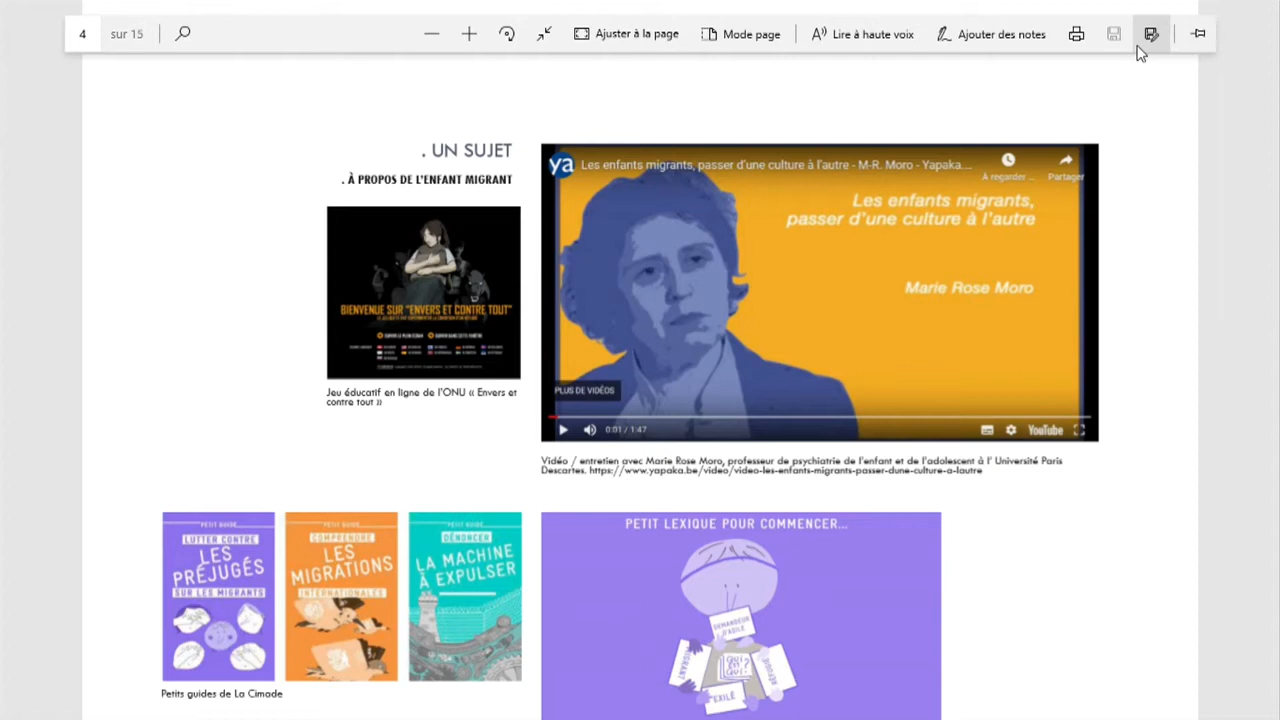 4 sur 15 Ajuster à la page Mode page Lire à haute voix Ajouter des notes
. UN SUJET
. À PROPOS DE L'ENFANT MIGRANT
BIENVENUE SUR "ENVERS ET CONTRE TOUT"
Jeu éducatif en ligne de l'ONU « Envers et
contre tout »
ya Les enfants migrants, passer d'une culture à l'autre - M-R. Moro - Yapaka....
À regarder ... Partager
Les enfants migrants,
passer d'une culture à l'autre
Marie Rose Moro
PLUS DE VIDÉOS
0:01 / 1:47 YouTube
Vidéo / entretien avec Marie Rose Moro, professeur de psychiatrie de l'enfant et de l'adolescent à l' Université Paris
Descartes. https://www.yapaka.be/video/video-les-enfants-migrants-passer-dune-culture-a-lautre
PETIT GUIDE
LUTTER CONTRE
LES
PRÉJUGÉS
SUR LES MIGRANTS
PETIT GUIDE
COMPRENDRE
LES
MIGRATIONS
INTERNATIONALES
PETIT GUIDE
DÉNONCER
LA MACHINE
À EXPULSER
Petits guides de La Cimade
PETIT LEXIQUE POUR COMMENCER...
DEMANDEUR
D'ASILE
MIGRANT
QUI
EST
QUI?
RÉFUGIÉ
EXILÉ